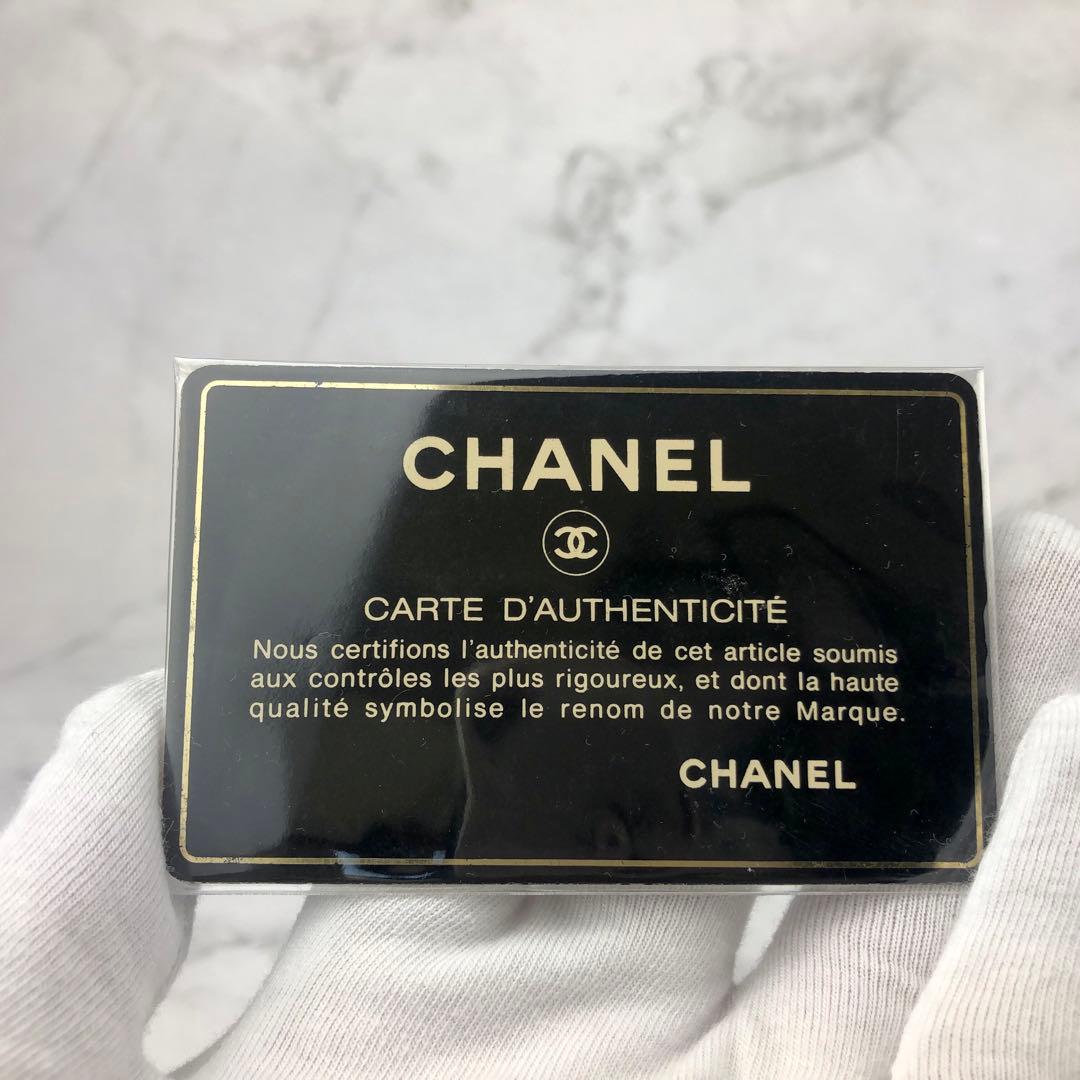 CHANEL
CARTE D'AUTHENTICITÉ
Nous certifions l'authenticité de cet article soumis
aux contrôles les plus rigoureux, et dont la haute
qualité symbolise le renom de notre Marque.
CHANEL